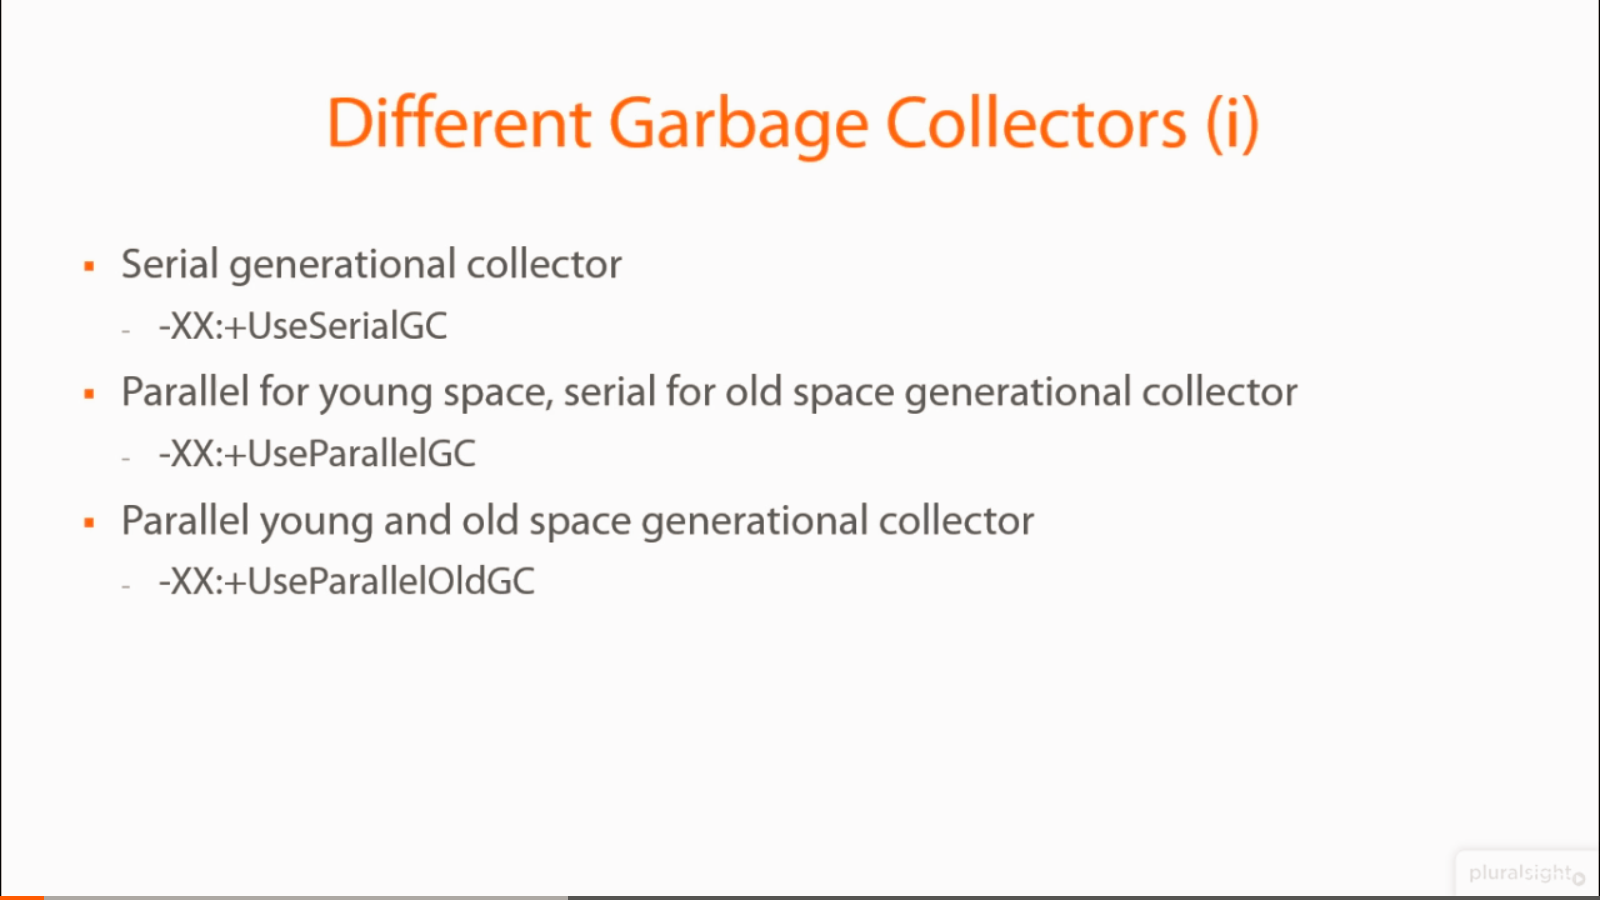 Different Garbage Collectors (i)
Serial generational collector
- -XX:+UseSerialGC
Parallel for young space, serial for old space generational collector
- -XX:+UseParallelGC
Parallel young and old space generational collector
- -XX:+UseParallelOldGC
pluralsight